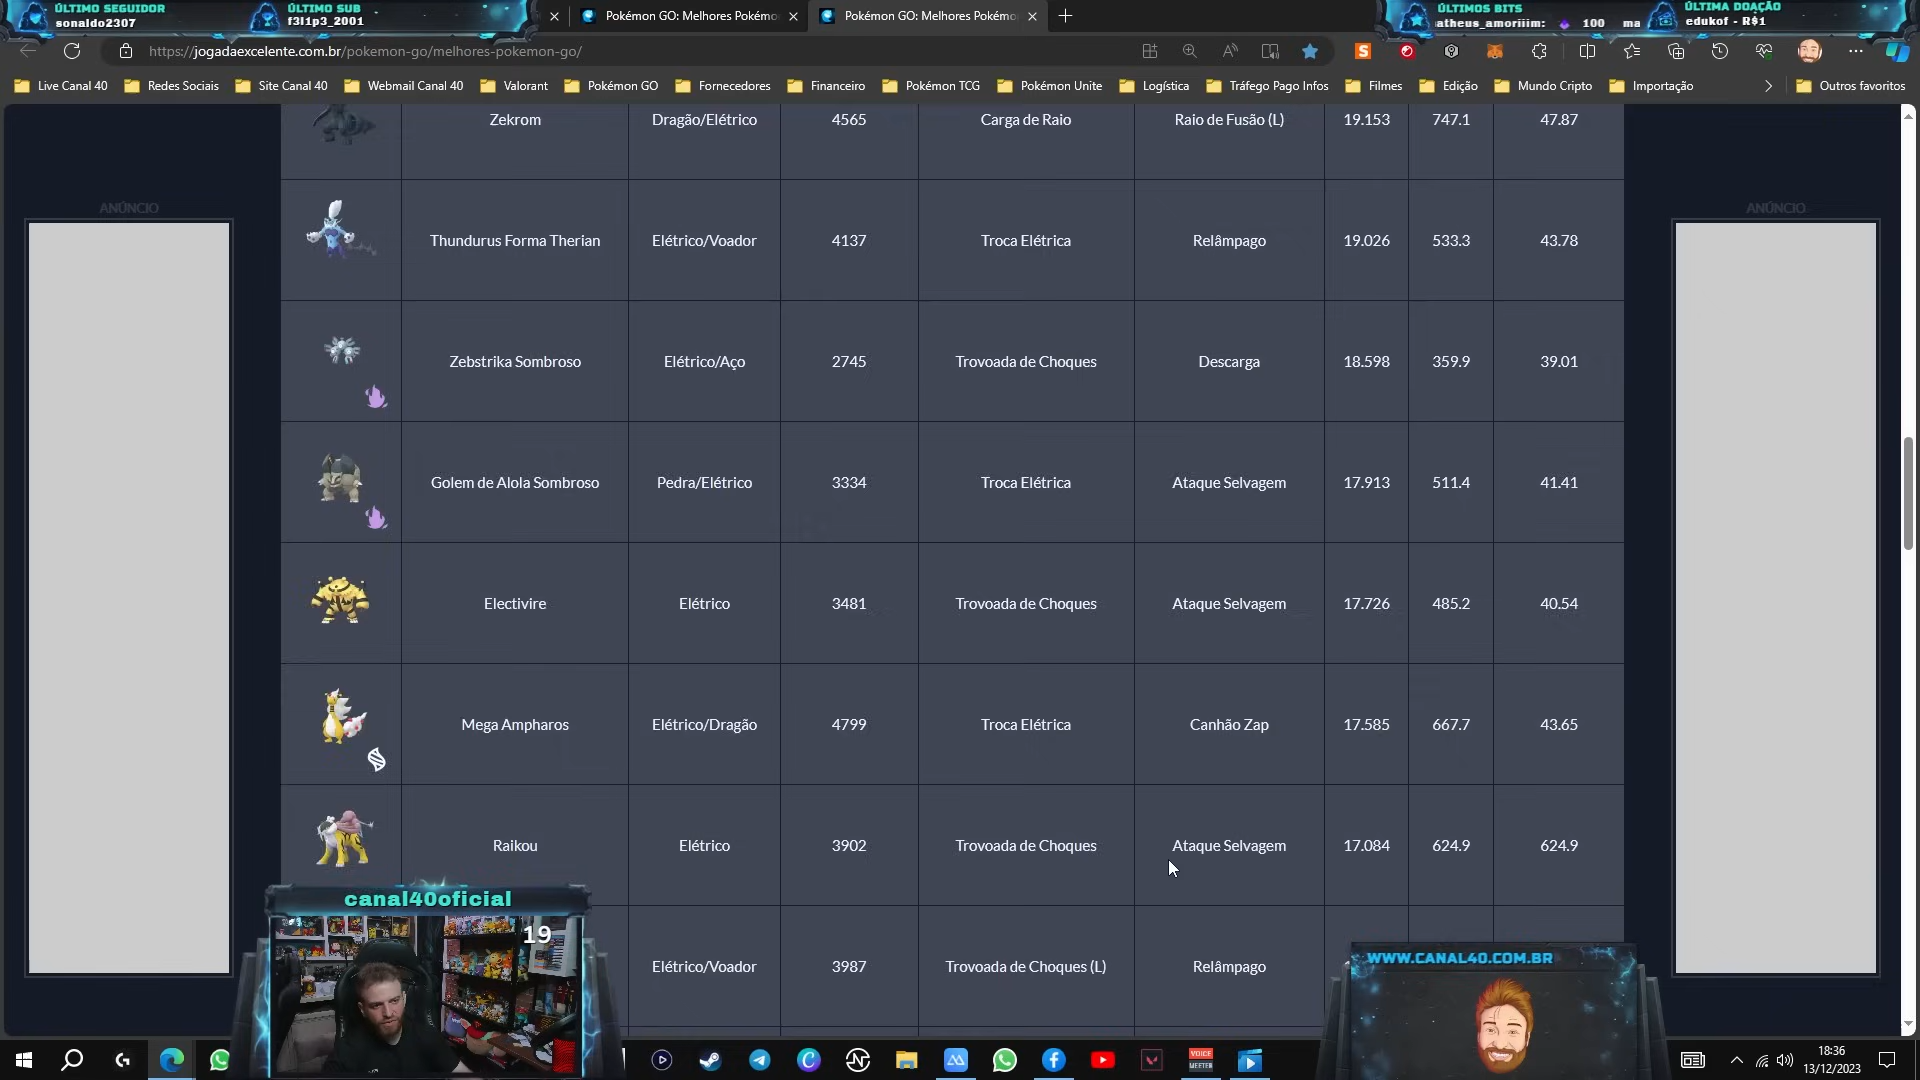 ÚLTIMO SEGUIDOR
sonaldo2307
ÚLTIMO SUB
f3l1p3_2001
Pokémon GO: Melhores Pokémo
Pokémon GO: Melhores Pokémo
ÚLTIMOS BITS
atheus_amoriiim: 100 ma
ÚLTIMA DOAÇÃO
edukof - R$1
https://jogadaexcelente.com.br/pokemon-go/melhores-pokemon-go/
Live Canal 40 Redes Sociais Site Canal 40 Webmail Canal 40 Valorant Pokémon GO Fornecedores Financeiro Pokémon TCG Pokémon Unite Logística Tráfego Pago Infos Filmes Edição Mundo Cripto Importação Outros favoritos
Zekrom Dragão/Elétrico 4565 Carga de Raio Raio de Fusão (L) 19.153 747.1 47.87
ANÚNCIO
ANÚNCIO
Thundurus Forma Therian Elétrico/Voador 4137 Troca Elétrica Relâmpago 19.026 533.3 43.78
Zebstrika Sombroso Elétrico/Aço 2745 Trovoada de Choques Descarga 18.598 359.9 39.01
Golem de Alola Sombroso Pedra/Elétrico 3334 Troca Elétrica Ataque Selvagem 17.913 511.4 41.41
Electivire Elétrico 3481 Trovoada de Choques Ataque Selvagem 17.726 485.2 40.54
Mega Ampharos Elétrico/Dragão 4799 Troca Elétrica Canhão Zap 17.585 667.7 43.65
Raikou Elétrico 3902 Trovoada de Choques Ataque Selvagem 17.084 624.9 624.9
canal40oficial
19
Elétrico/Voador 3987 Trovoada de Choques (L) Relâmpago
WWW.CANAL40.COM.BR
VOICE
MEETER
18:36
13/12/2023